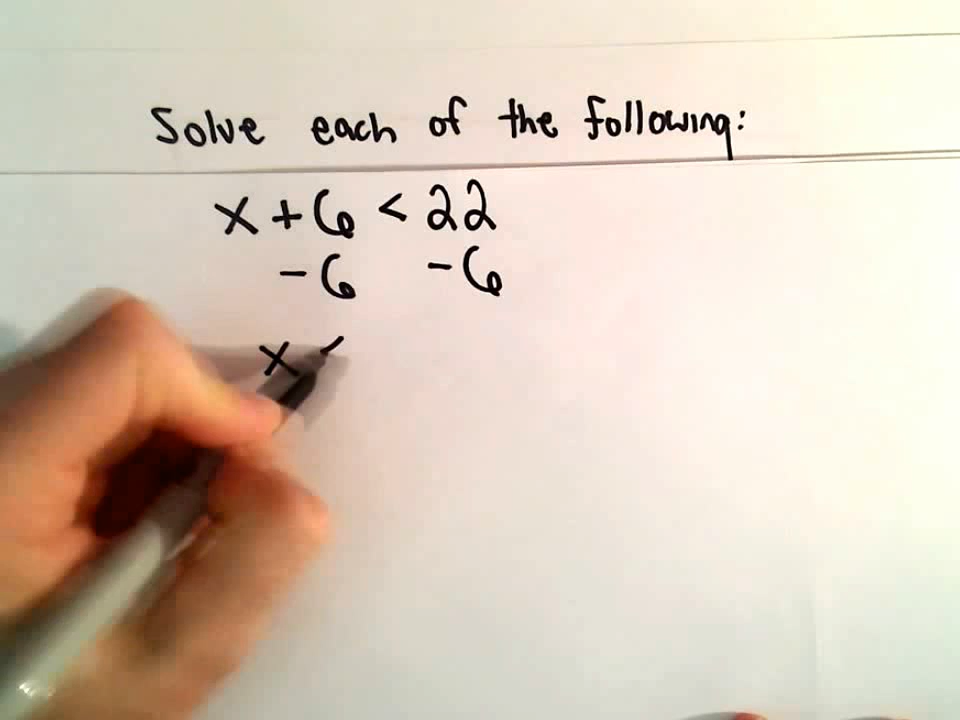 Solve each of the following:
x + 6 < 22
- 6 - 6
x <